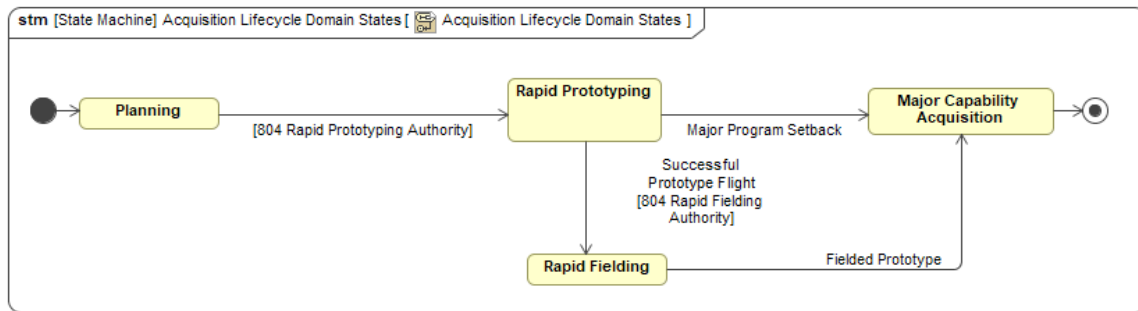 stm [State Machine] Acquisition Lifecycle Domain States [ Acquisition Lifecycle Domain States ]
Planning
[804 Rapid Prototyping Authority]
Rapid Prototyping
Major Program Setback
Major Capability
Acquisition
Successful
Prototype Flight
[804 Rapid Fielding
Authority]
Rapid Fielding
Fielded Prototype